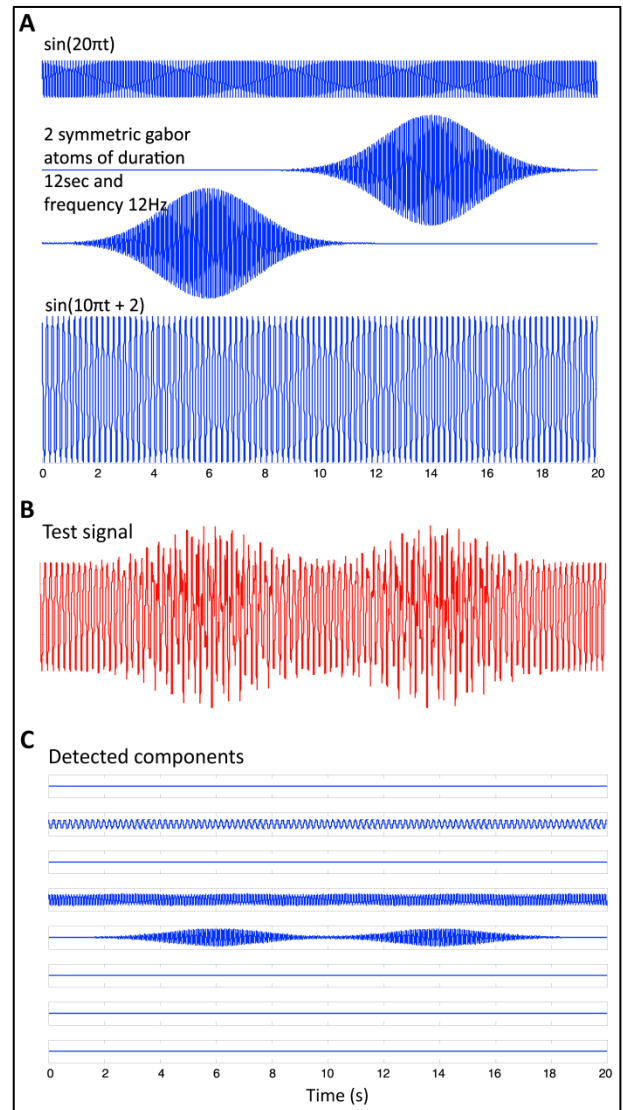 A
sin(20πt)
2 symmetric gabor
atoms of duration
12sec and
frequency 12Hz
sin(10πt + 2)
0 2 4 6 8 10 12 14 16 18 20
B
Test signal
C
Detected components
0 2 4 6 8 10 12 14 16 18 20
Time (s)